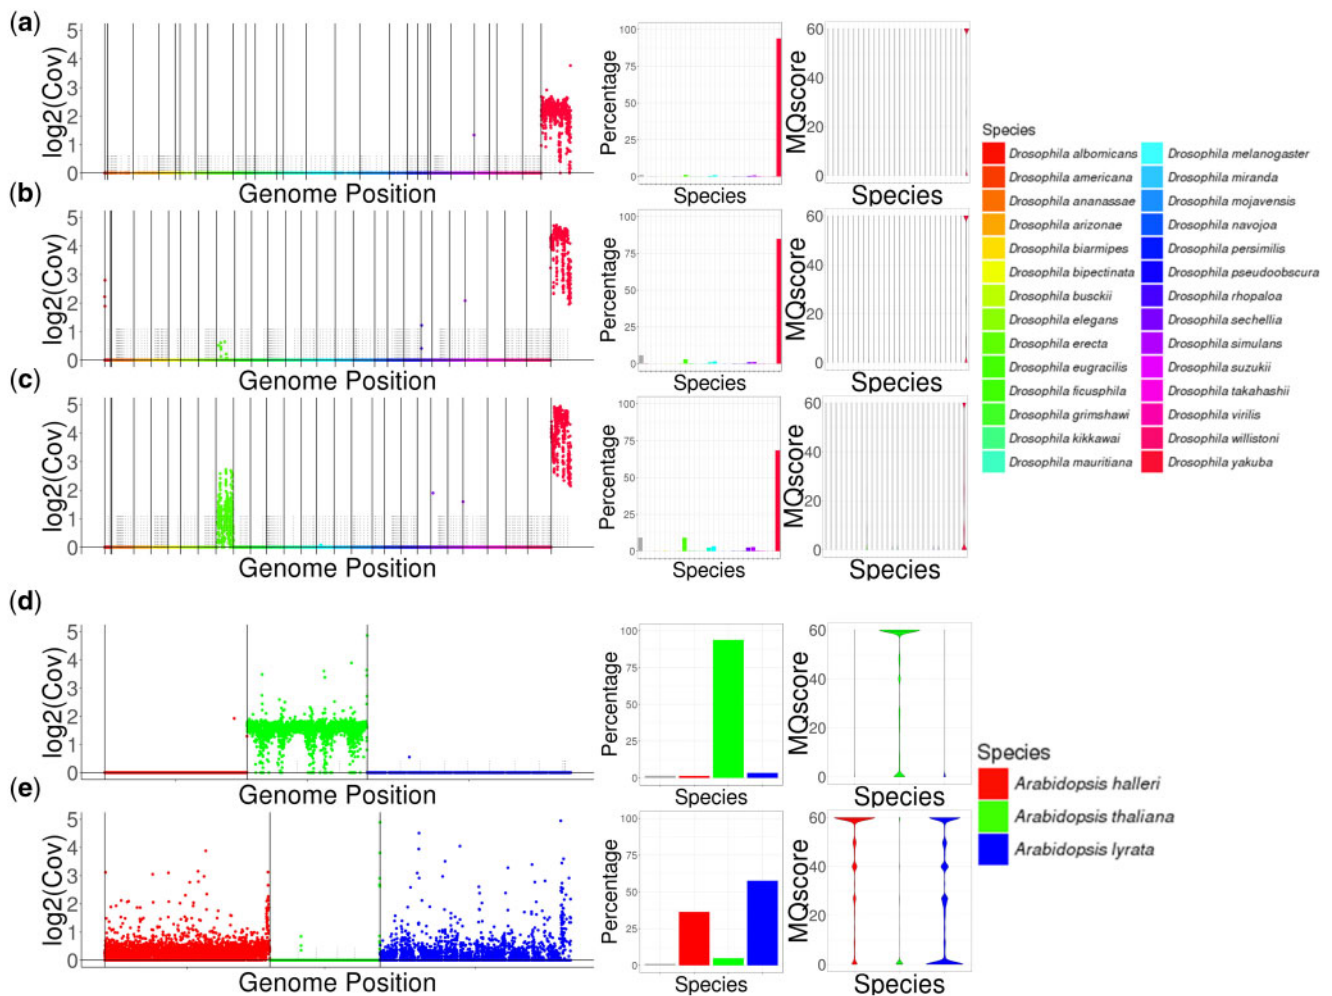 (a)
5
4
3
2
1
0
log2(Cov)
Genome Position
100
75
50
25
0
Percentage
Species
60
40
20
0
MQscore
Species
(b)
5
4
3
2
1
0
log2(Cov)
Genome Position
100
75
50
25
0
Percentage
Species
60
40
20
0
MQscore
Species
(c)
5
4
3
2
1
0
log2(Cov)
Genome Position
100
75
50
25
0
Percentage
Species
60
40
20
0
MQscore
Species
Species
Drosophila albomicans
Drosophila americana
Drosophila ananassae
Drosophila arizonae
Drosophila biarmipes
Drosophila bipectinata
Drosophila busckii
Drosophila elegans
Drosophila erecta
Drosophila eugracilis
Drosophila ficusphila
Drosophila grimshawi
Drosophila kikkawai
Drosophila mauritiana
Drosophila melanogaster
Drosophila miranda
Drosophila mojavensis
Drosophila navojoa
Drosophila persimilis
Drosophila pseudoobscura
Drosophila rhopaloa
Drosophila sechellia
Drosophila simulans
Drosophila suzukii
Drosophila takahashii
Drosophila virilis
Drosophila willistoni
Drosophila yakuba
(d)
5
4
3
2
1
0
log2(Cov)
Genome Position
100
75
50
25
0
Percentage
Species
60
40
20
0
MQscore
Species
(e)
5
4
3
2
1
0
log2(Cov)
Genome Position
100
75
50
25
0
Percentage
Species
60
40
20
0
MQscore
Species
Species
Arabidopsis halleri
Arabidopsis thaliana
Arabidopsis lyrata